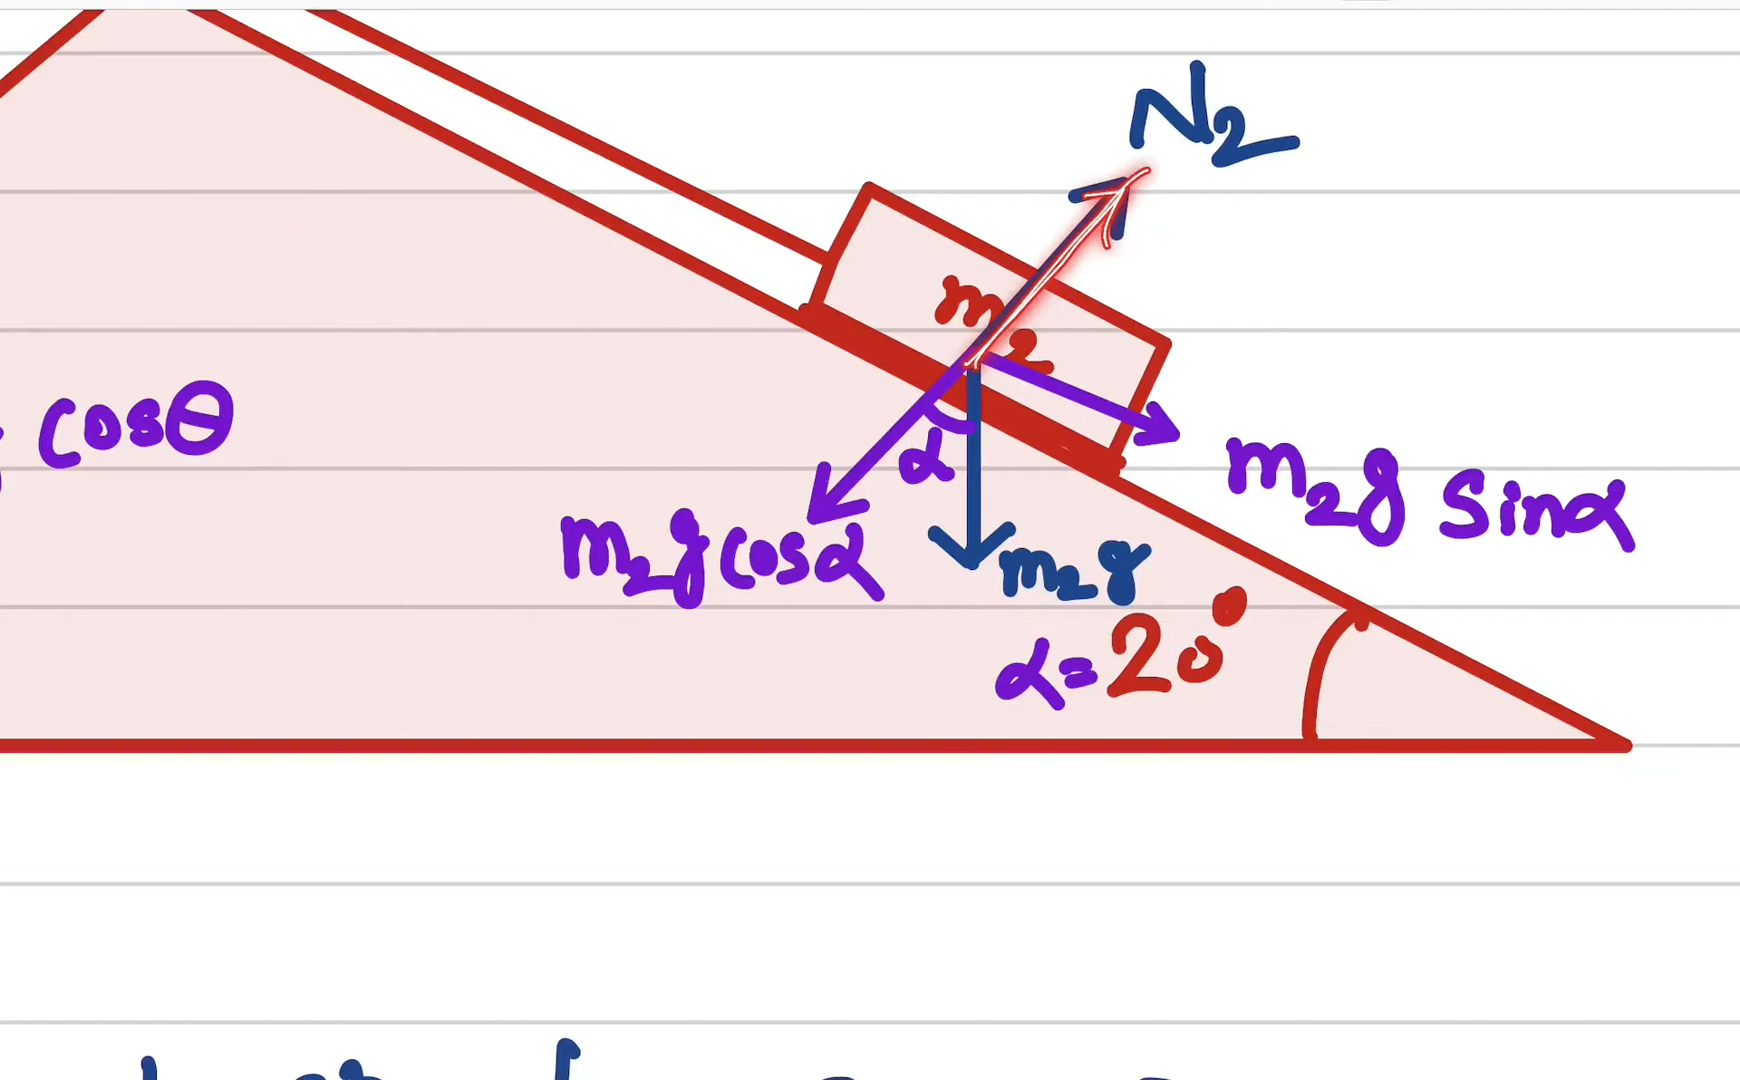 N₂
m₂
cosθ
α
m₂g sinα
m₂g cosα
m₂g
α = 20°